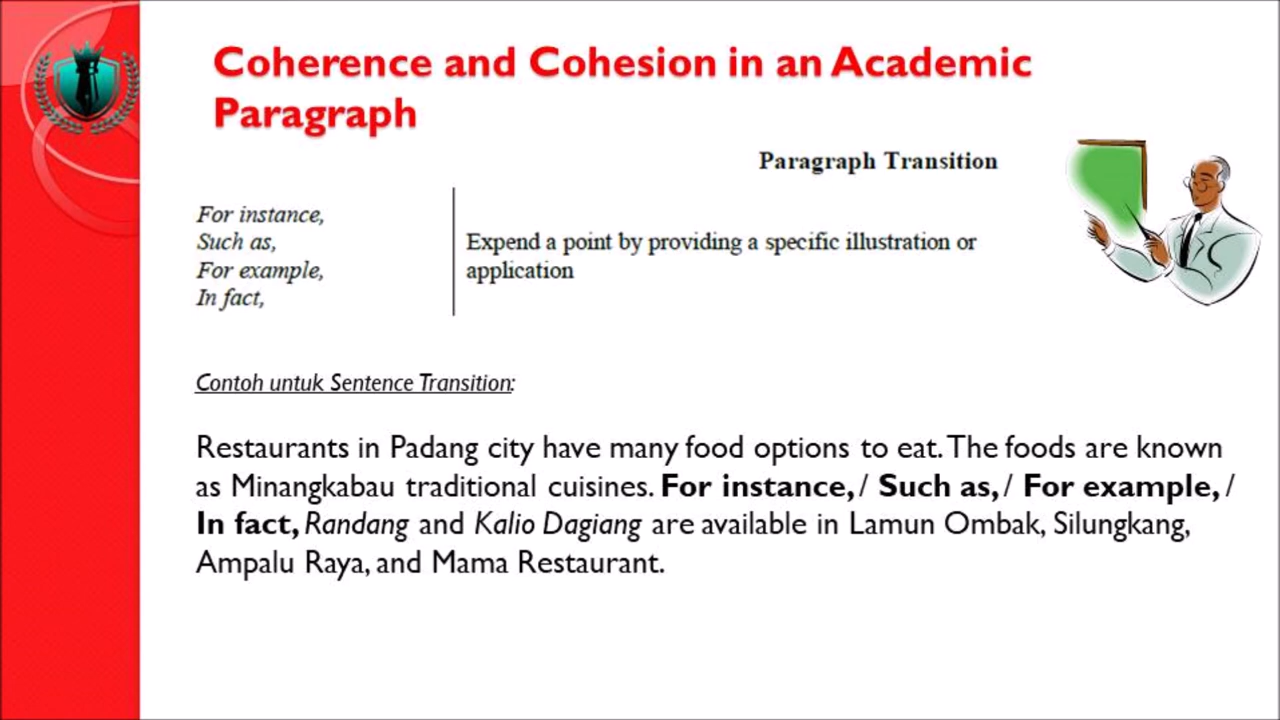 Coherence and Cohesion in an Academic
Paragraph
Paragraph Transition
For instance,
Such as,
For example,
In fact,
Expend a point by providing a specific illustration or
application
Contoh untuk Sentence Transition:
Restaurants in Padang city have many food options to eat. The foods are known
as Minangkabau traditional cuisines. For instance, / Such as, / For example, /
In fact, Randang and Kalio Dagiang are available in Lamun Ombak, Silungkang,
Ampalu Raya, and Mama Restaurant.